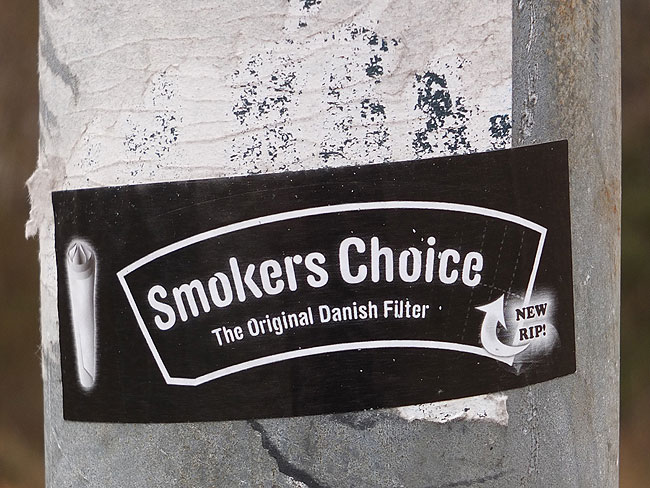 Smokers Choice
The Original Danish Filter
NEW
RIP!